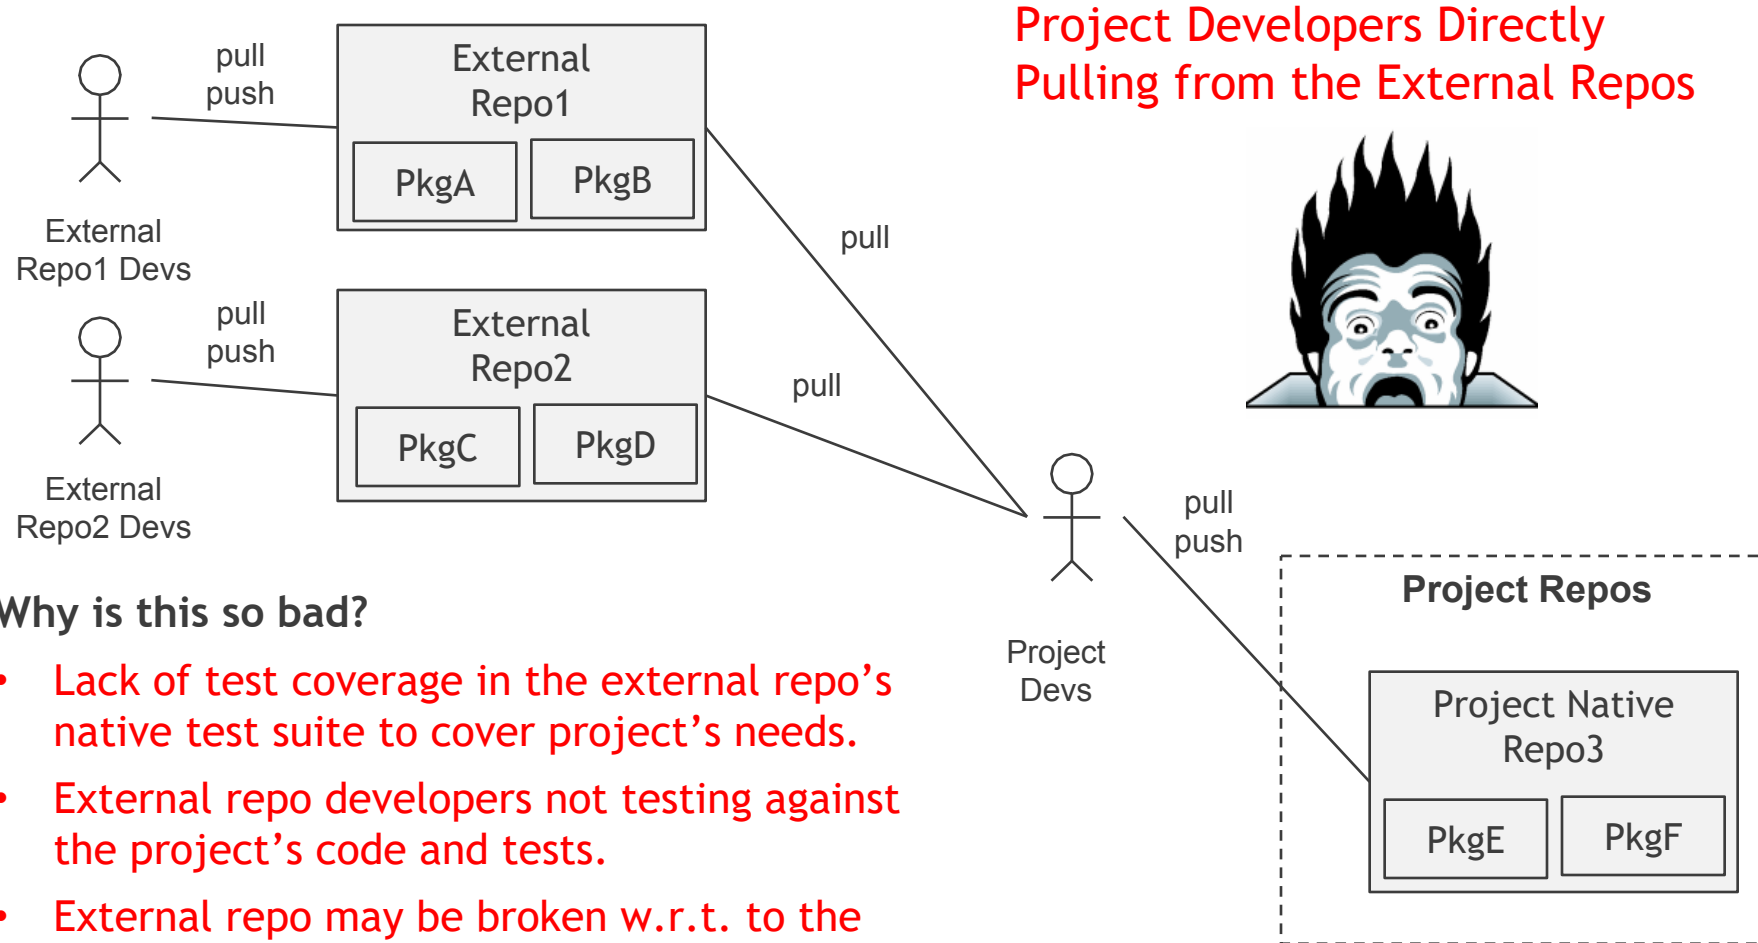 Project Developers Directly
Pulling from the External Repos
pull
push
External
Repo1
PkgA
PkgB
External
Repo1 Devs
pull
pull
push
External
Repo2
PkgC
PkgD
External
Repo2 Devs
pull
pull
push
Project
Devs
Project Repos
Project Native
Repo3
PkgE
PkgF
Why is this so bad?
• Lack of test coverage in the external repo’s
native test suite to cover project’s needs.
• External repo developers not testing against
the project’s code and tests.
• External repo may be broken w.r.t. to the